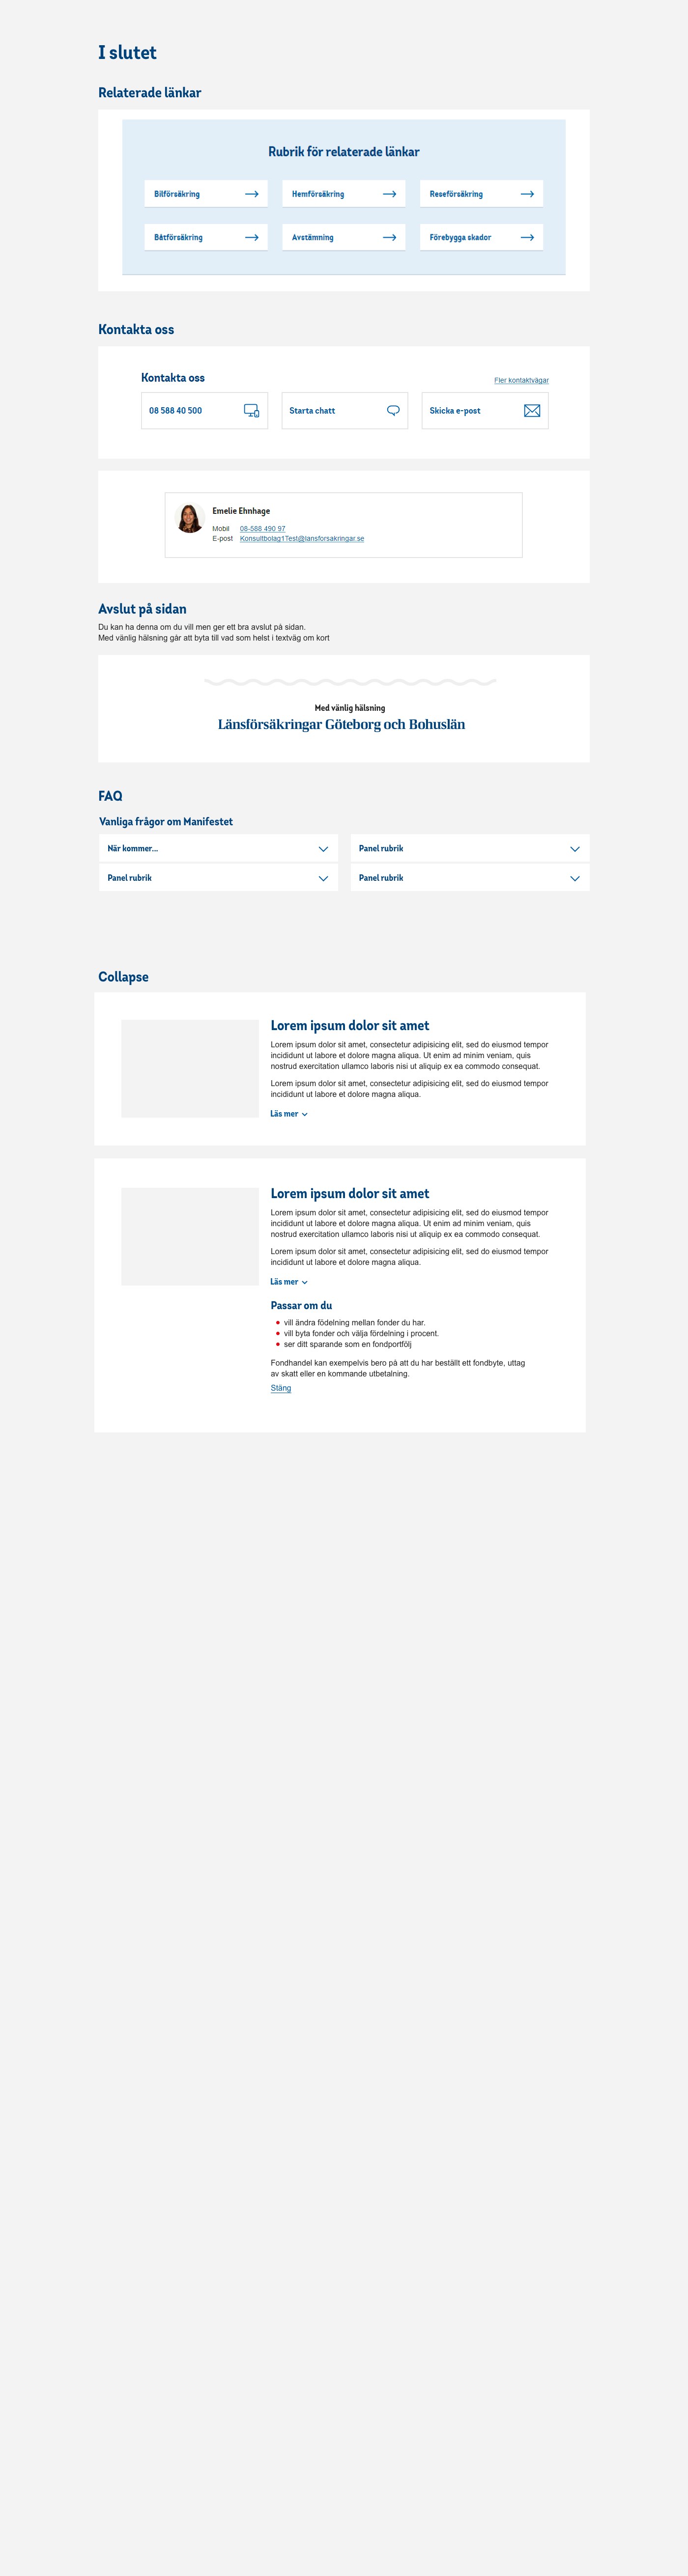 I slutet
Relaterade länkar
Rubrik för relaterade länkar
Bilförsäkring
Hemförsäkring
Reseförsäkring
Båtförsäkring
Avstämning
Förebygga skador
Kontakta oss
Kontakta oss
Fler kontaktvägar
08 588 40 500
Starta chatt
Skicka e-post
Emelie Ehnhage
Mobil 08-588 490 97
E-post Konsultbolag1Test@lansforsakringar.se
Avslut på sidan
Du kan ha denna om du vill men ger ett bra avslut på sidan.
Med vänlig hälsning går att byta till vad som helst i textväg om kort
Med vänlig hälsning
Länsförsäkringar Göteborg och Bohuslän
FAQ
Vanliga frågor om Manifestet
När kommer...
Panel rubrik
Panel rubrik
Panel rubrik
Collapse
Lorem ipsum dolor sit amet
Lorem ipsum dolor sit amet, consectetur adipisicing elit, sed do eiusmod tempor
incididunt ut labore et dolore magna aliqua. Ut enim ad minim veniam, quis
nostrud exercitation ullamco laboris nisi ut aliquip ex ea commodo consequat.
Lorem ipsum dolor sit amet, consectetur adipisicing elit, sed do eiusmod tempor
incididunt ut labore et dolore magna aliqua.
Läs mer
Lorem ipsum dolor sit amet
Lorem ipsum dolor sit amet, consectetur adipisicing elit, sed do eiusmod tempor
incididunt ut labore et dolore magna aliqua. Ut enim ad minim veniam, quis
nostrud exercitation ullamco laboris nisi ut aliquip ex ea commodo consequat.
Lorem ipsum dolor sit amet, consectetur adipisicing elit, sed do eiusmod tempor
incididunt ut labore et dolore magna aliqua.
Läs mer
Passar om du
vill ändra födelning mellan fonder du har.
vill byta fonder och välja fördelning i procent.
ser ditt sparande som en fondportfölj
Fondhandel kan exempelvis bero på att du har beställt ett fondbyte, uttag
av skatt eller en kommande utbetalning.
Stäng